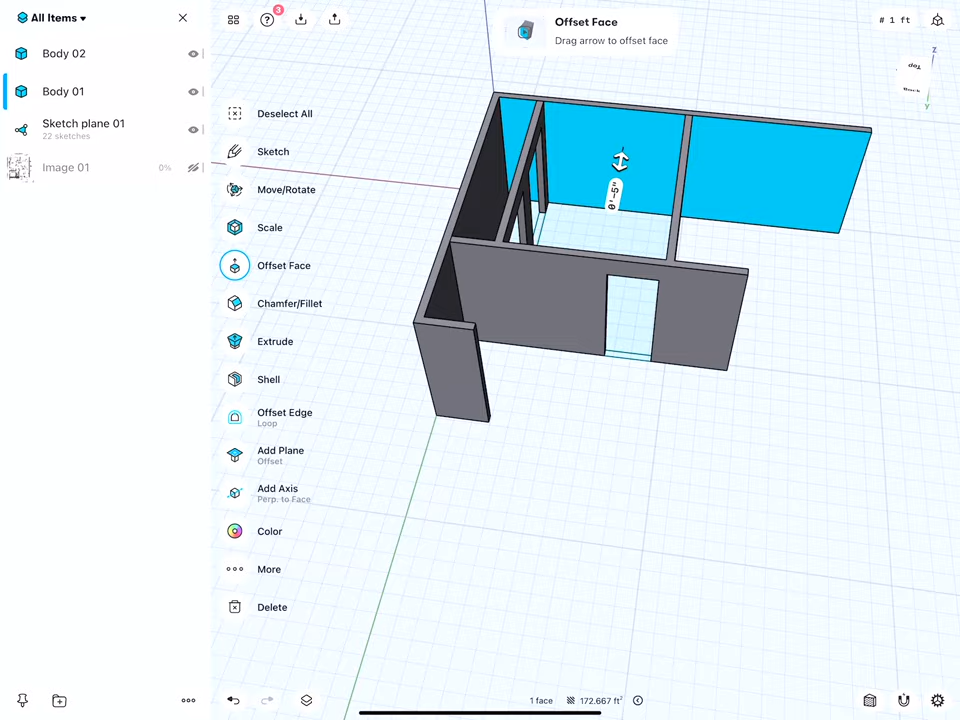 All Items
Body 02
Body 01
Sketch plane 01
22 sketches
Image 01
0%
3
Offset Face
Drag arrow to offset face
# 1 ft
Z
Top
Back
Y
Deselect All
Sketch
Move/Rotate
Scale
Offset Face
Chamfer/Fillet
Extrude
Shell
Offset Edge
Loop
Add Plane
Offset
Add Axis
Perp. to Face
Color
More
Delete
0'-5"
1 face
172.667 ft²